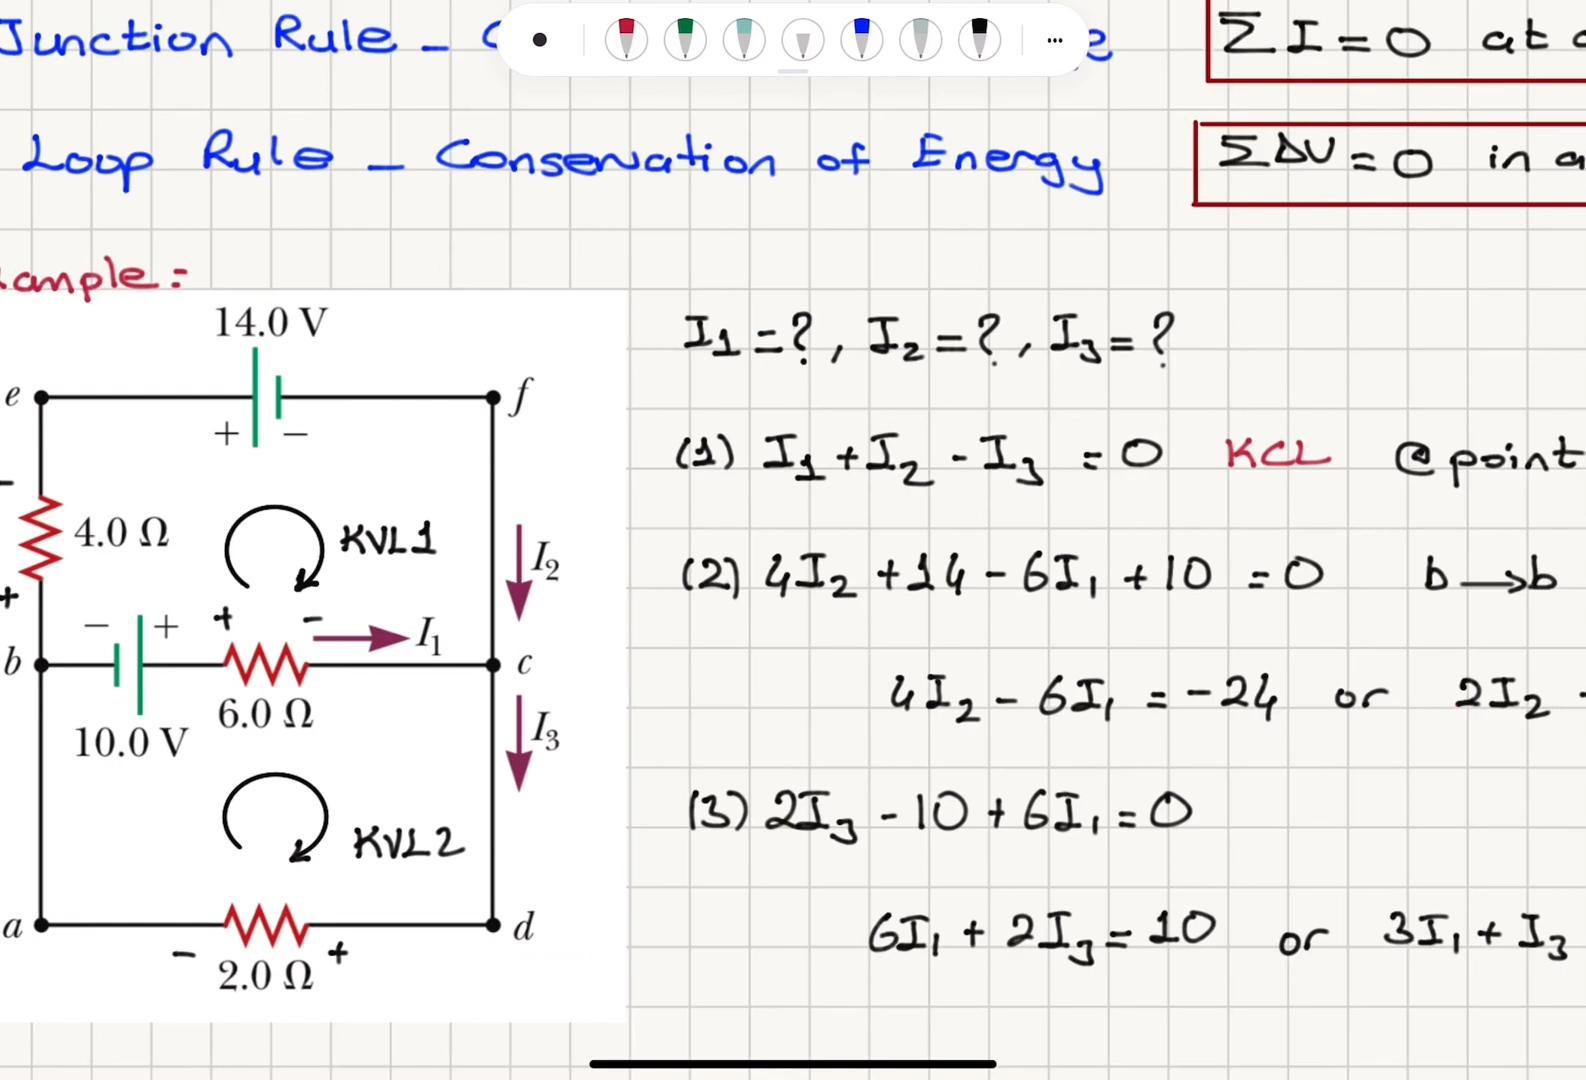 Junction Rule –
ΣI = 0 at
Loop Rule – Conservation of Energy
ΣΔV = 0 in
ample:
14.0 V
I₁ = ?, I₂ = ?, I₃ = ?
e
f
+ −
(1) I₁ + I₂ - I₃ = 0 KCL @ point
−
4.0 Ω
KVL1
I₂
(2) 4I₂ + 14 - 6I₁ + 10 = 0 b → b
+
− +
+ −
I₁
b
c
10.0 V
6.0 Ω
4I₂ - 6I₁ = -24 or 2I₂
I₃
(3) 2I₃ - 10 + 6I₁ = 0
KVL2
a
d
− +
2.0 Ω
6I₁ + 2I₃ = 10 or 3I₁ + I₃